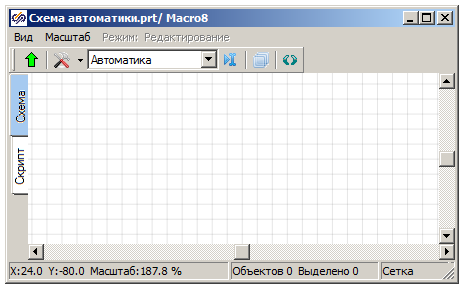 Схема автоматики.prt/ Macro8
Вид Масштаб Режим: Редактирование
Автоматика
Схема
Скрипт
X:24.0 Y:-80.0 Масштаб:187.8 % Объектов 0 Выделено 0 Сетка